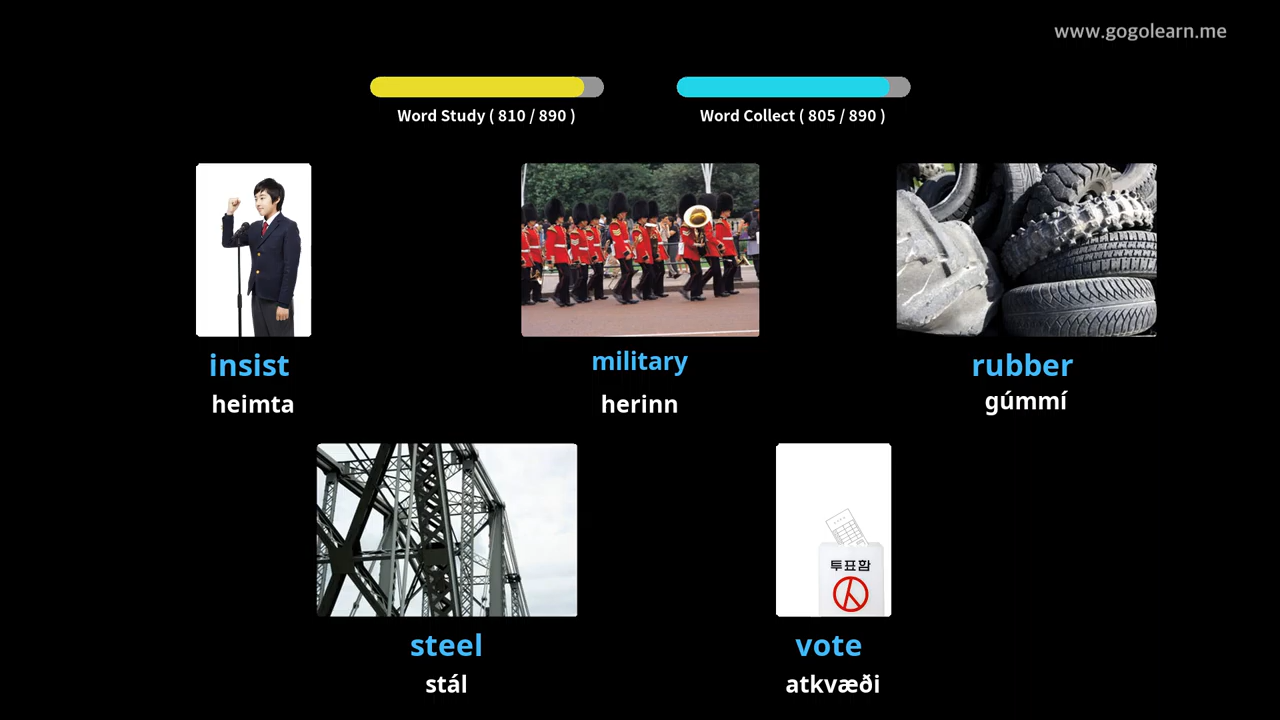 www.gogolearn.me
Word Study ( 810 / 890 )
Word Collect ( 805 / 890 )
insist
heimta
military
herinn
rubber
gúmmí
steel
stál
투표함
vote
atkvæði